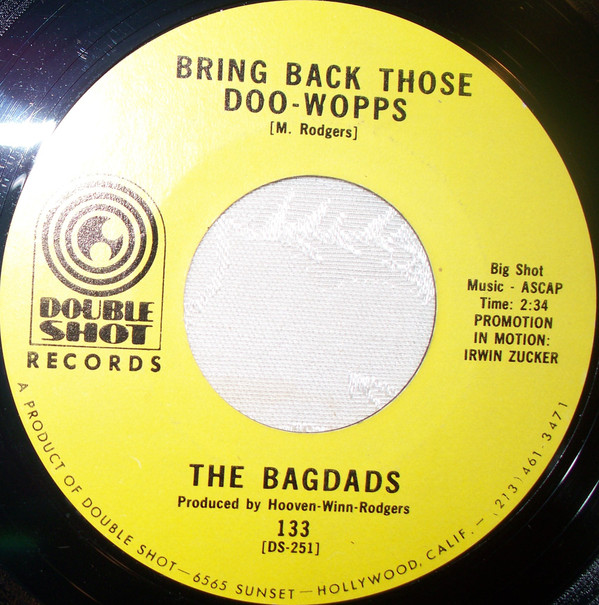 BRING BACK THOSE
DOO-WOPPS
[M. Rodgers]
DOUBLE
SHOT
RECORDS
Big Shot
Music - ASCAP
Time: 2:34
PROMOTION
IN MOTION:
IRWIN ZUCKER
THE BAGDADS
Produced by Hooven-Winn-Rodgers
133
[DS-251]
A PRODUCT OF DOUBLE SHOT—6565 SUNSET—HOLLYWOOD, CALIF.—(213) 461-3471